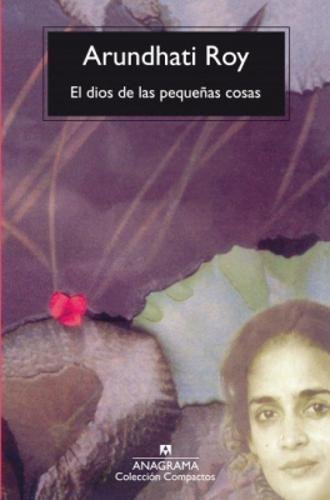 Arundhati Roy
El dios de las pequeñas cosas
ANAGRAMA
Colección Compactos